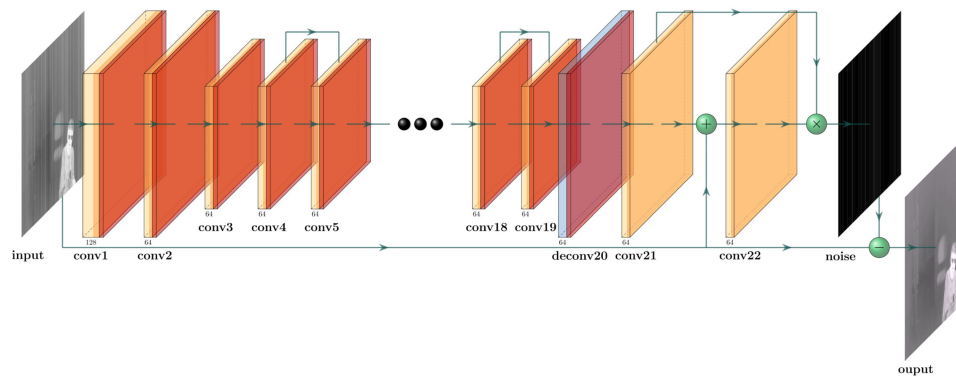 128
64
64
64
64
64
64
64
64
64
conv3
conv4
conv5
conv18
conv19
input
conv1
conv2
deconv20
conv21
conv22
noise
+
×
−
ouput